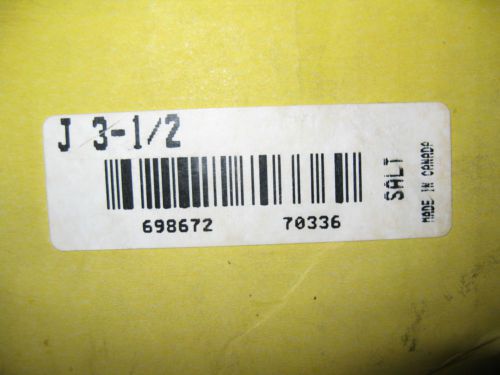 J 3-1/2
698672 70336
SALT
MADE IN CANADA